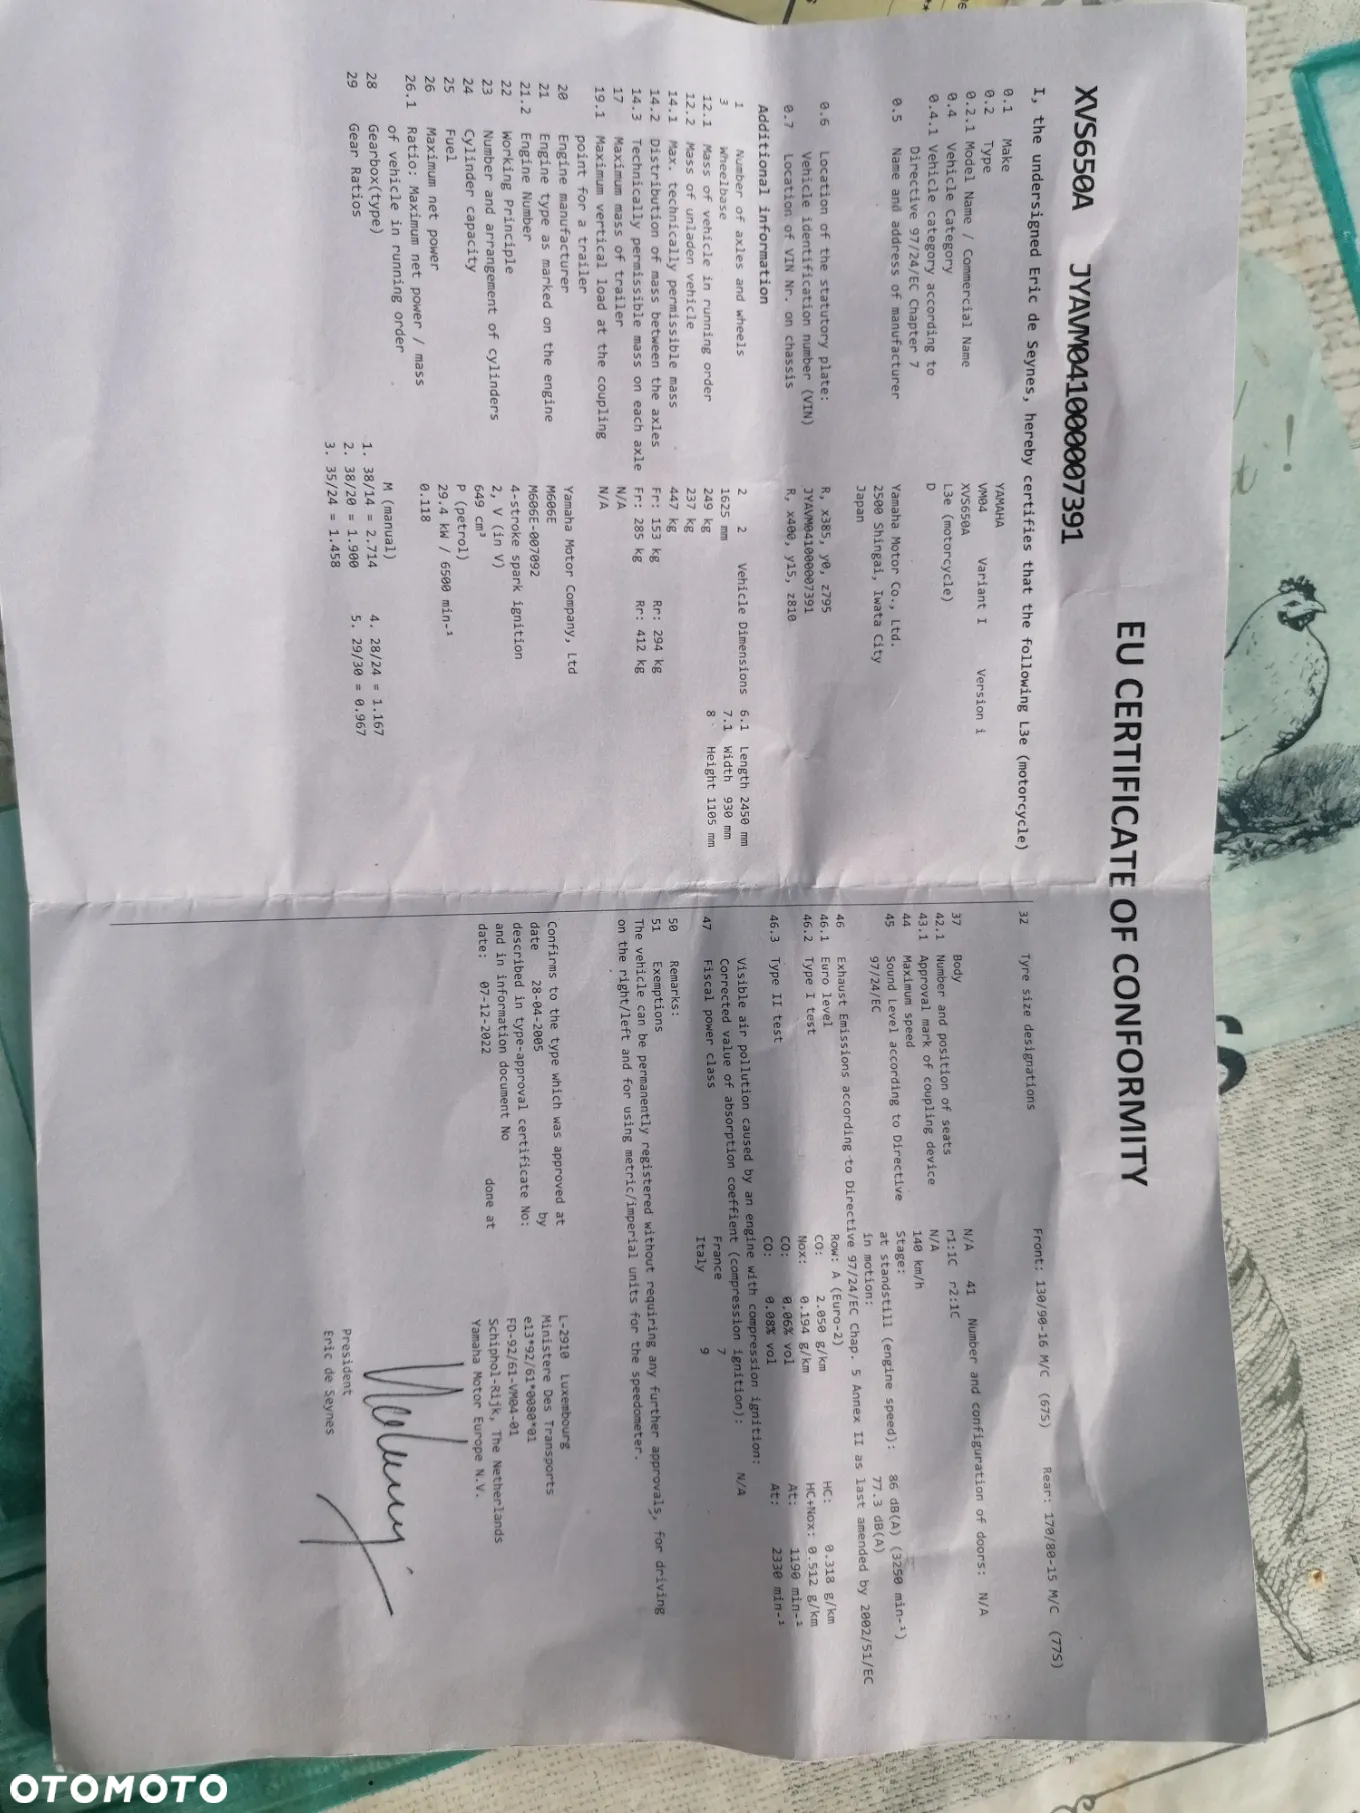 EU CERTIFICATE OF CONFORMITY
XVS650A JYAVM041000007391
I, the undersigned Eric de Seynes, hereby certifies that the following L3e (motorcycle)
0.1 Make YAMAHA
0.2 Type VM04 Variant I Version i
0.2.1 Model Name / Commercial Name XVS650A
0.4 Vehicle Category L3e (motorcycle)
0.4.1 Vehicle category according to D
Directive 97/24/EC Chapter 7
0.5 Name and address of manufacturer Yamaha Motor Co., Ltd.
2500 Shingai, Iwata City
Japan
0.6 Location of the statutory plate: R, x385, y0, z795
Vehicle identification number (VIN) JYAVM041000007391
0.7 Location of VIN Nr. on chassis R, x400, y15, z810
Additional information
1 Number of axles and wheels 2 2 Vehicle Dimensions 6.1 Length 2450 mm
3 Wheelbase 1625 mm 7.1 Width 930 mm
12.1 Mass of vehicle in running order 249 kg 8 Height 1105 mm
12.2 Mass of unladen vehicle 237 kg
14.1 Max. technically permissible mass 447 kg
14.2 Distribution of mass between the axles Fr: 153 kg Rr: 294 kg
14.3 Technically permissible mass on each axle Fr: 285 kg Rr: 412 kg
17 Maximum mass of trailer N/A
19.1 Maximum vertical load at the coupling N/A
point for a trailer
20 Engine manufacturer Yamaha Motor Company, Ltd
21 Engine type as marked on the engine M606E
21.2 Engine Number M606E-007092
22 Working Principle 4-stroke spark ignition
23 Number and arrangement of cylinders 2, V (in V)
24 Cylinder capacity 649 cm³
25 Fuel P (petrol)
26 Maximum net power 29.4 kW / 6500 min-¹
26.1 Ratio: Maximum net power / mass 0.118
of vehicle in running order
28 Gearbox(type) M (manual)
29 Gear Ratios 1. 38/14 = 2.714 4. 28/24 = 1.167
2. 38/20 = 1.900 5. 29/30 = 0.967
3. 35/24 = 1.458
32 Tyre size designations Front: 130/90-16 M/C (67S) Rear: 170/80-15 M/C (77S)
37 Body N/A 41 Number and configuration of doors: N/A
42.1 Number and position of seats r1:1C r2:1C
43.1 Approval mark of coupling device N/A
44 Maximum speed 140 km/h
45 Sound Level according to Directive Stage:
97/24/EC at standstill (engine speed): 86 dB(A) (3250 min-¹)
in motion: 77.3 dB(A)
46 Exhaust Emissions according to Directive 97/24/EC Chap. 5 Annex II as last amended by 2002/51/EC
46.1 Euro level Row: A (Euro-2)
46.2 Type I test CO: 2.050 g/km HC: 0.318 g/km
Nox: 0.194 g/km HC+Nox: 0.512 g/km
46.3 Type II test CO: 0.06% vol At: 1190 min-¹
CO: 0.08% vol At: 2330 min-¹
Visible air pollution caused by an engine with compression ignition:
Corrected value of absorption coeffient (compression ignition): N/A
47 Fiscal power class France 7
Italy 9
50 Remarks:
51 Exemptions
The vehicle can be permanently registered without requiring any further approvals, for driving
on the right/left and for using metric/imperial units for the speedometer.
Confirms to the type which was approved at L-2910 Luxembourg
date 28-04-2005 by Ministere Des Transports
described in type-approval certificate No: e13*92/61*0080*01
and in information document No FD-92/61-VM04-01
date: 07-12-2022 done at Schiphol-Rijk, The Netherlands
Yamaha Motor Europe N.V.
President
Eric de Seynes
OTOMOTO